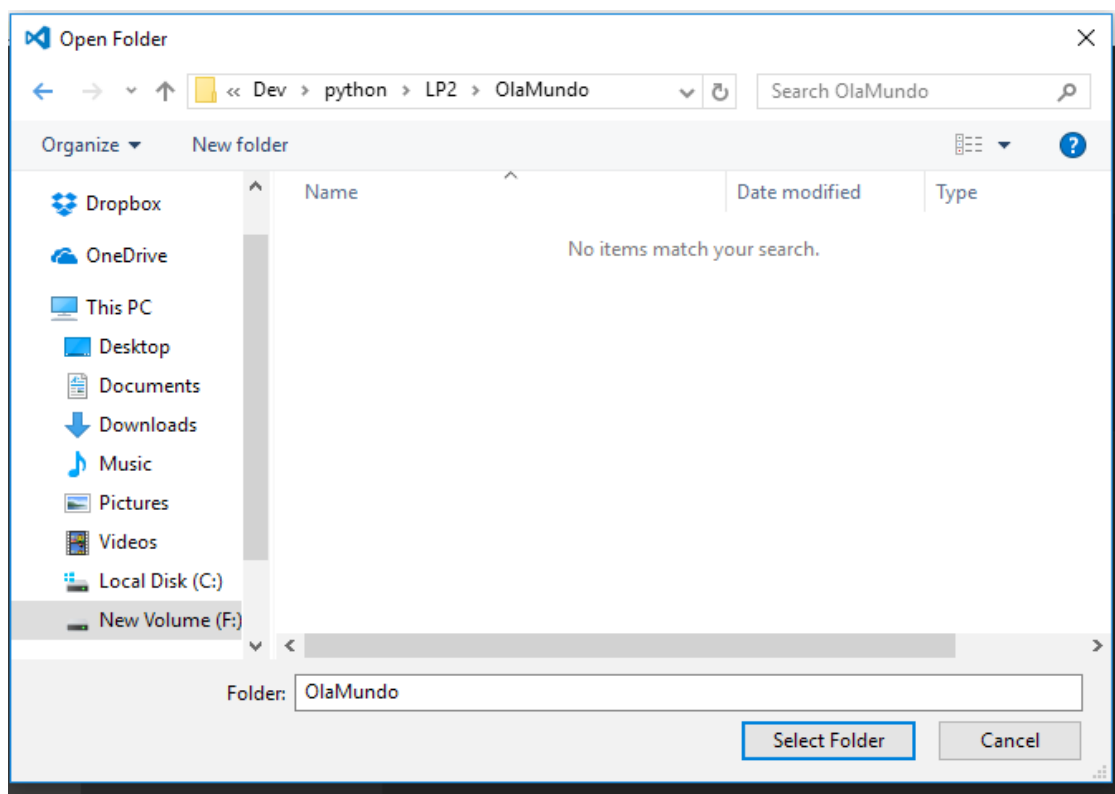 Open Folder
« Dev > python > LP2 > OlaMundo
Search OlaMundo
Organize
New folder
?
Name
Date modified
Type
No items match your search.
Dropbox
OneDrive
This PC
Desktop
Documents
Downloads
Music
Pictures
Videos
Local Disk (C:)
New Volume (F:)
Folder: OlaMundo
Select Folder
Cancel